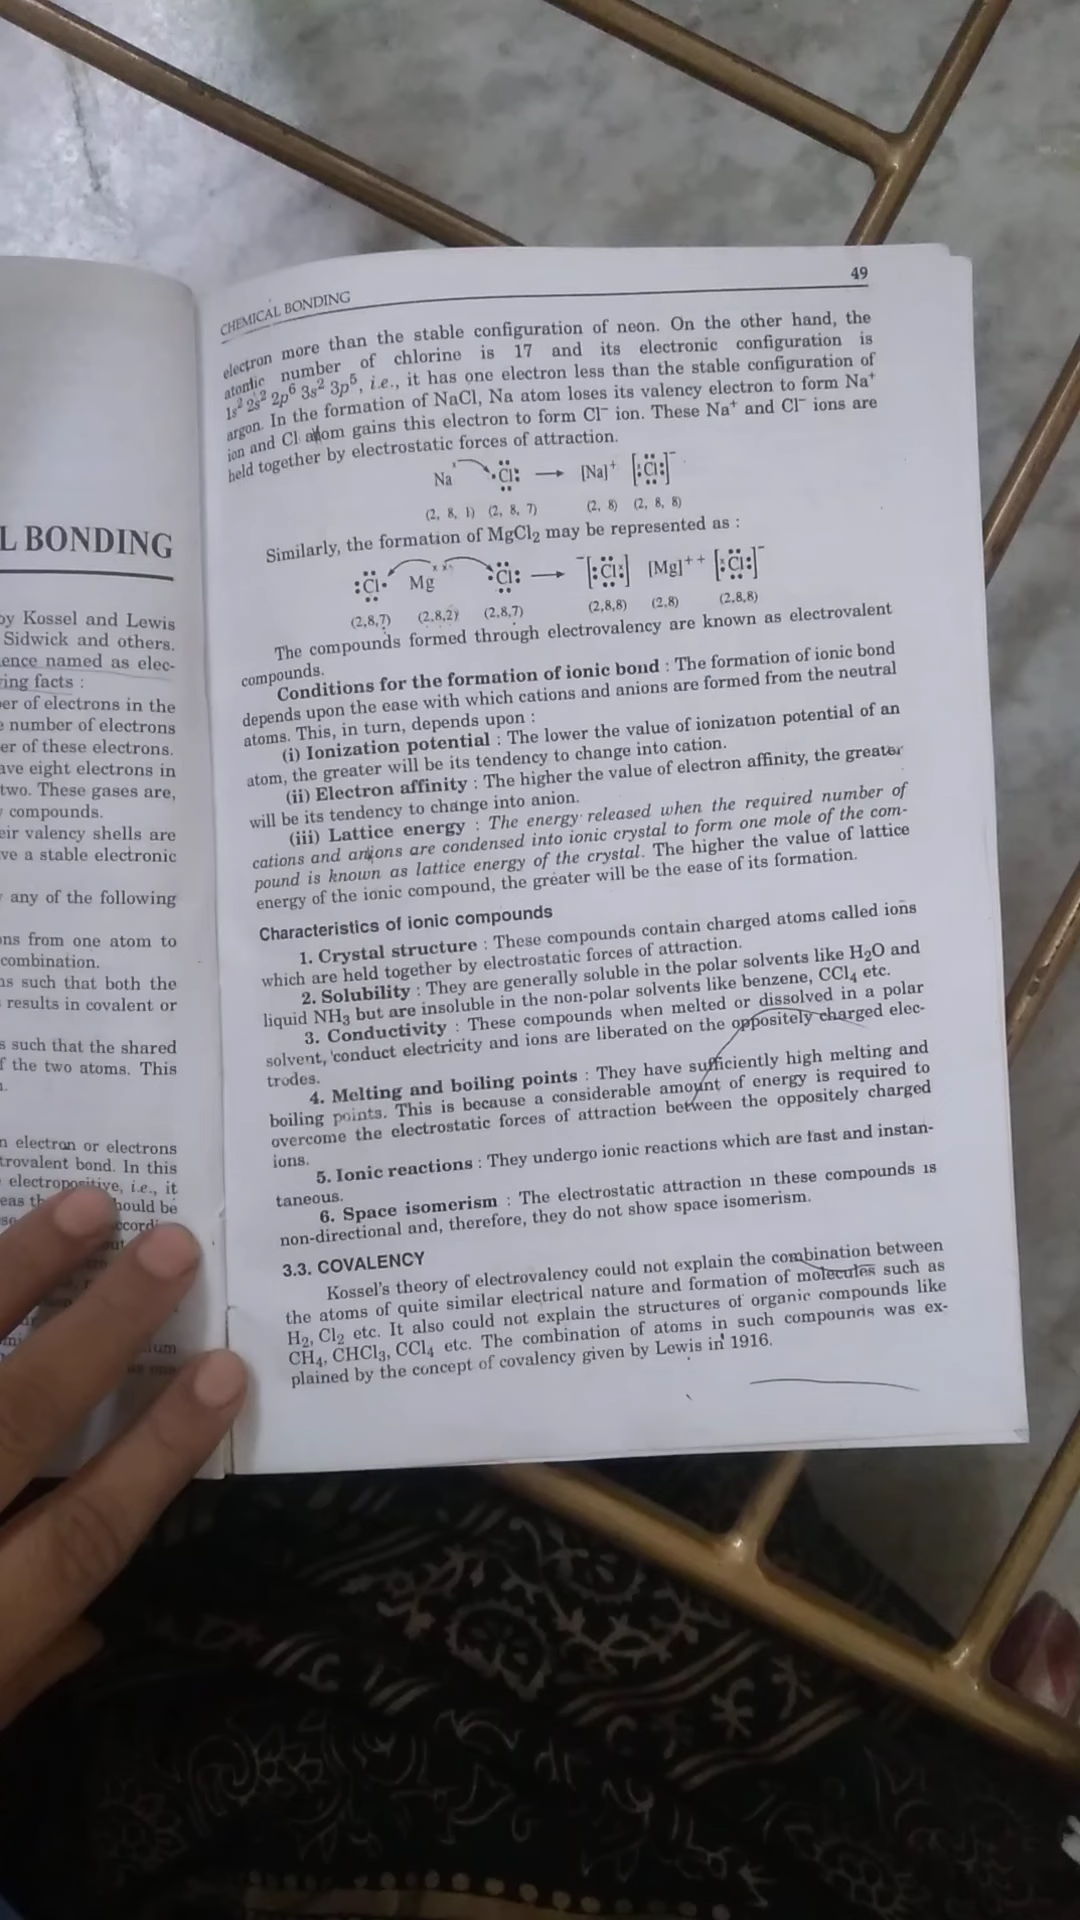 L BONDING
by Kossel and Lewis
Sidwick and others.
ence named as elec-
ring facts :
er of electrons in the
number of electrons
er of these electrons.
ave eight electrons in
two. These gases are,
compounds.
eir valency shells are
ve a stable electronic
any of the following
ons from one atom to
combination.
ns such that both the
results in covalent or
s such that the shared
f the two atoms. This
n electron or electrons
trovalent bond. In this
electropositive, i.e., it
hould be
CHEMICAL BONDING
49
electron more than the stable configuration of neon. On the other hand, the
atomic number of chlorine is 17 and its electronic configuration is
1s² 2s² 2p⁶ 3s² 3p⁵, i.e., it has one electron less than the stable configuration of
argon. In the formation of NaCl, Na atom loses its valency electron to form Na⁺
ion and Cl atom gains this electron to form Cl⁻ ion. These Na⁺ and Cl⁻ ions are
held together by electrostatic forces of attraction.
Na Cl → [Na]⁺ [Cl]⁻
(2, 8, 1) (2, 8, 7) (2, 8) (2, 8, 8)
Similarly, the formation of MgCl₂ may be represented as :
Cl Mg Cl → ⁻[Cl] [Mg]⁺⁺ [Cl]⁻
(2,8,7) (2,8,2) (2,8,7) (2,8,8) (2,8) (2,8,8)
The compounds formed through electrovalency are known as electrovalent
compounds.
Conditions for the formation of ionic bond : The formation of ionic bond
depends upon the ease with which cations and anions are formed from the neutral
atoms. This, in turn, depends upon :
(i) Ionization potential : The lower the value of ionization potential of an
atom, the greater will be its tendency to change into cation.
(ii) Electron affinity : The higher the value of electron affinity, the greater
will be its tendency to change into anion.
(iii) Lattice energy : The energy released when the required number of
cations and anions are condensed into ionic crystal to form one mole of the com-
pound is known as lattice energy of the crystal. The higher the value of lattice
energy of the ionic compound, the greater will be the ease of its formation.
Characteristics of ionic compounds
1. Crystal structure : These compounds contain charged atoms called ions
which are held together by electrostatic forces of attraction.
2. Solubility : They are generally soluble in the polar solvents like H₂O and
liquid NH₃ but are insoluble in the non-polar solvents like benzene, CCl₄ etc.
3. Conductivity : These compounds when melted or dissolved in a polar
solvent, conduct electricity and ions are liberated on the oppositely charged elec-
trodes.
4. Melting and boiling points : They have sufficiently high melting and
boiling points. This is because a considerable amount of energy is required to
overcome the electrostatic forces of attraction between the oppositely charged
ions.
5. Ionic reactions : They undergo ionic reactions which are fast and instan-
taneous.
6. Space isomerism : The electrostatic attraction in these compounds is
non-directional and, therefore, they do not show space isomerism.
3.3. COVALENCY
Kossel's theory of electrovalency could not explain the combination between
the atoms of quite similar electrical nature and formation of molecules such as
H₂, Cl₂ etc. It also could not explain the structures of organic compounds like
CH₄, CHCl₃, CCl₄ etc. The combination of atoms in such compounds was ex-
plained by the concept of covalency given by Lewis in 1916.